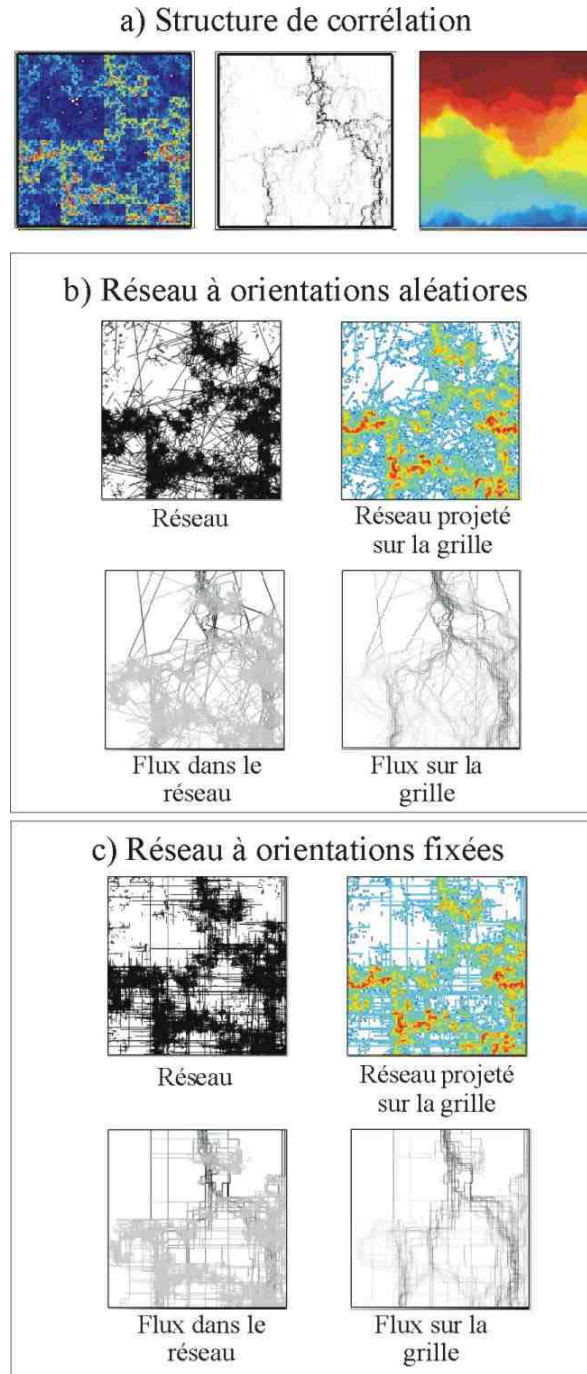 a) Structure de corrélation
b) Réseau à orientations aléatiores
Réseau
Réseau projeté
sur la grille
Flux dans le
réseau
Flux sur la
grille
c) Réseau à orientations fixées
Réseau
Réseau projeté
sur la grille
Flux dans le
réseau
Flux sur la
grille